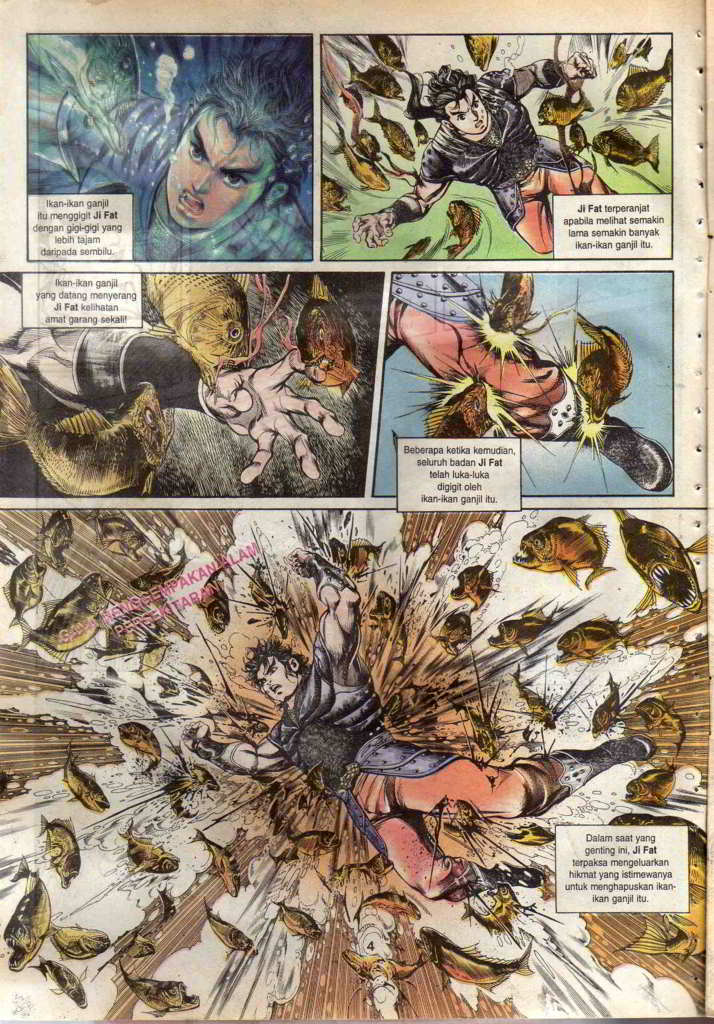 Ikan-ikan ganjil
itu menggigit Ji Fat
dengan gigi-gigi yang
lebih tajam
daripada sembilu.
Ji Fat terperanjat
apabila melihat semakin
lama semakin banyak
ikan-ikan ganjil itu.
Ikan-ikan ganjil
yang datang menyerang
Ji Fat kelihatan
amat garang sekali!
Beberapa ketika kemudian,
seluruh badan Ji Fat
telah luka-luka
digigit oleh
ikan-ikan ganjil itu.
ALAM
Dalam saat yang
genting ini, Ji Fat
terpaksa mengeluarkan
hikmat yang istimewanya
untuk menghapuskan ikan-
ikan ganjil itu.
4